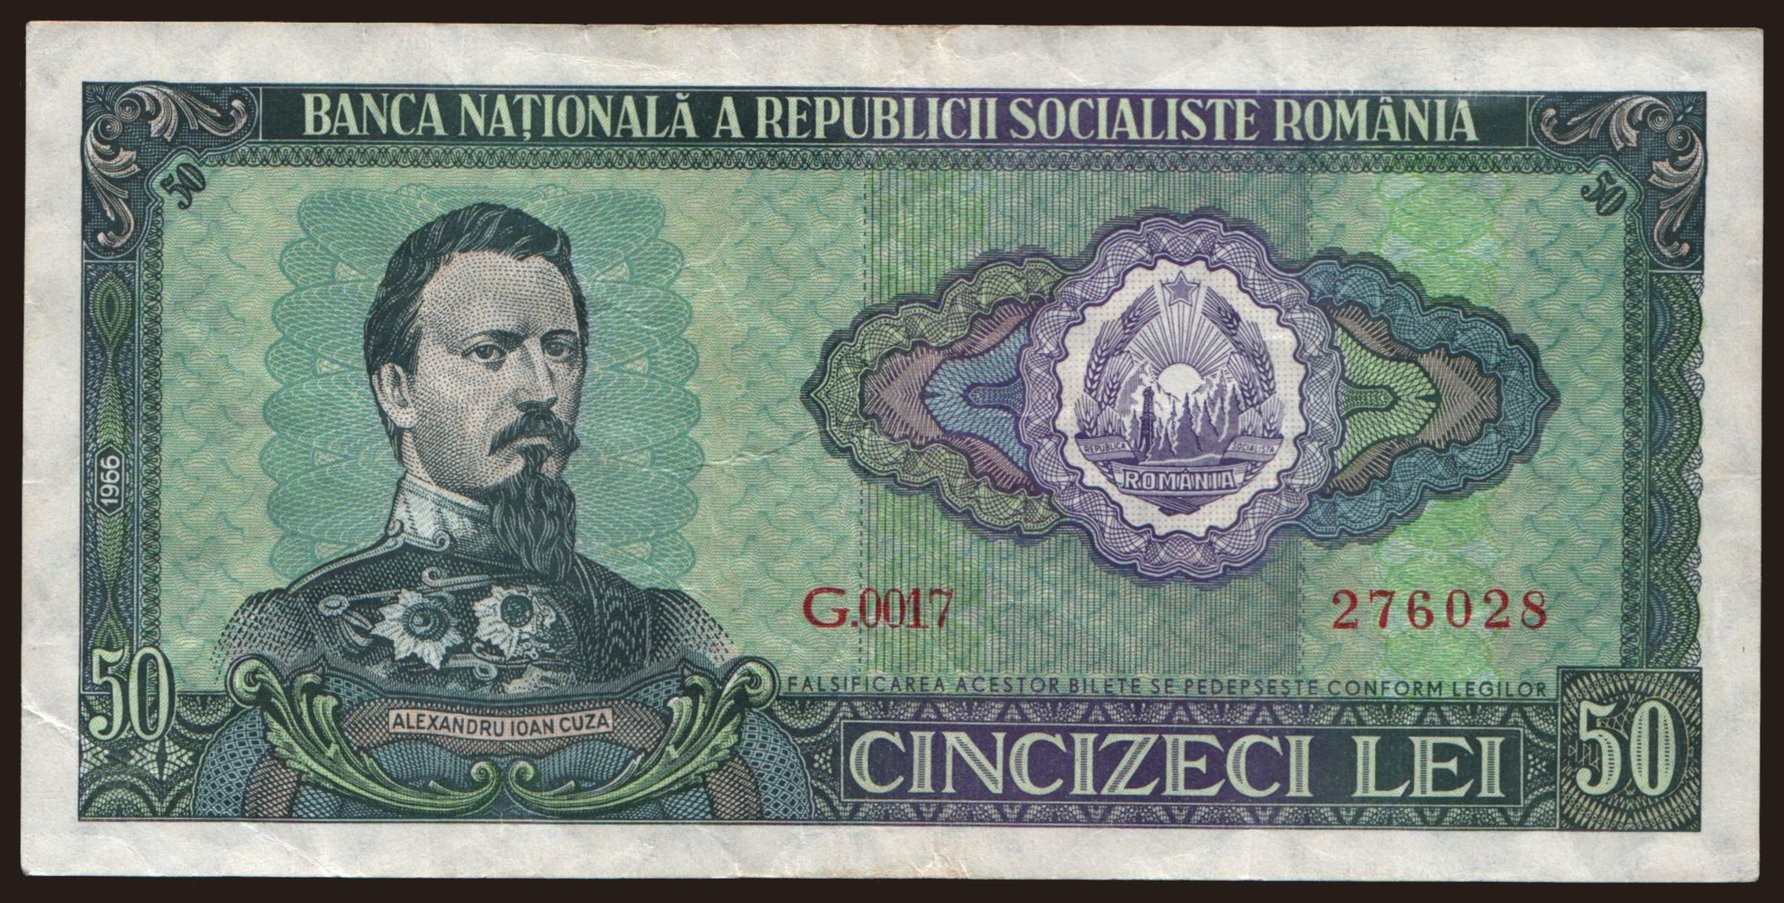 BANCA NAȚIONALĂ A REPUBLICII SOCIALISTE ROMÂNIA
50
50
1966
REPUBLICA SOCIALISTA
ROMÂNIA
G.0017 276028
FALSIFICAREA ACESTOR BILETE SE PEDEPSEȘTE CONFORM LEGILOR
50
ALEXANDRU IOAN CUZA
CINCIZECI LEI
50